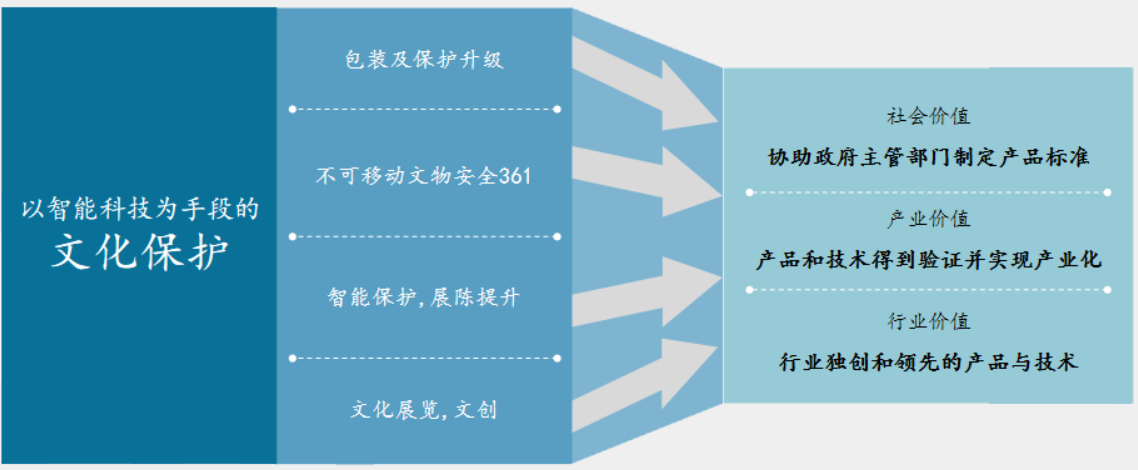 以智能科技为手段的
文化保护
包装及保护升级
不可移动文物安全361
智能保护,展陈提升
文化展览,文创
社会价值
协助政府主管部门制定产品标准
产业价值
产品和技术得到验证并实现产业化
行业价值
行业独创和领先的产品与技术